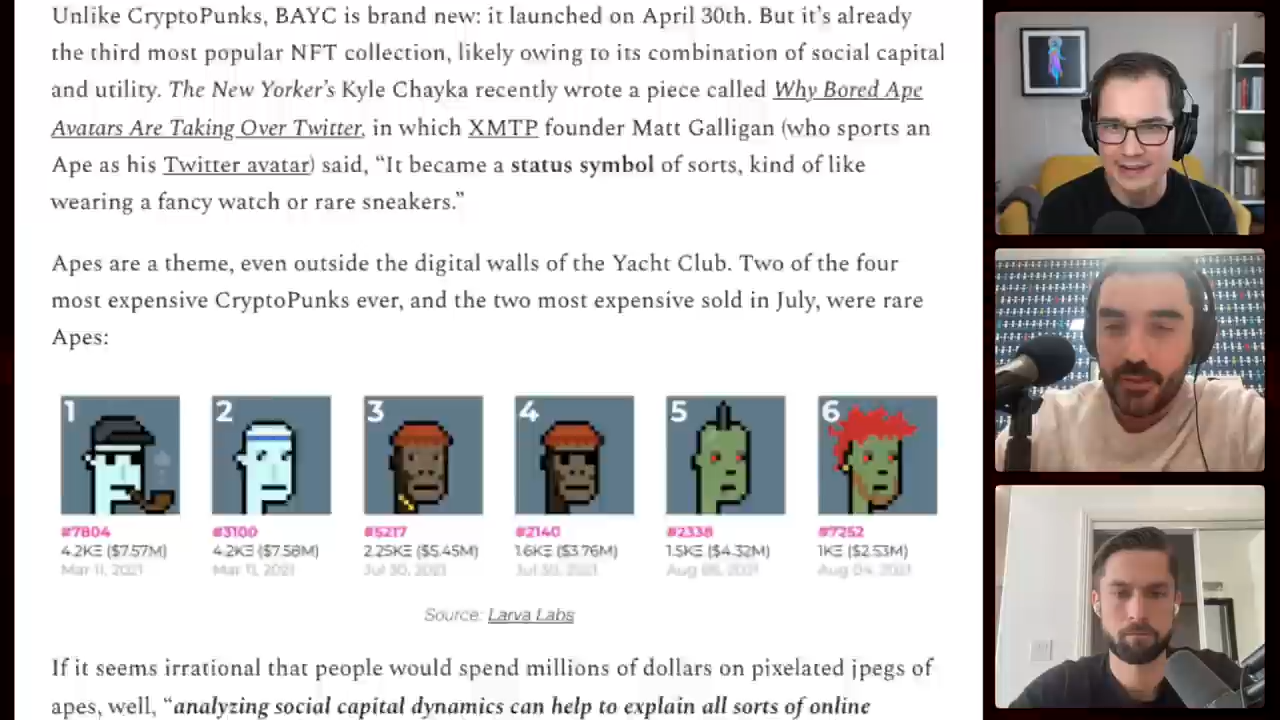 Unlike CryptoPunks, BAYC is brand new: it launched on April 30th. But it’s already
the third most popular NFT collection, likely owing to its combination of social capital
and utility. The New Yorker’s Kyle Chayka recently wrote a piece called Why Bored Ape
Avatars Are Taking Over Twitter, in which XMTP founder Matt Galligan (who sports an
Ape as his Twitter avatar) said, “It became a status symbol of sorts, kind of like
wearing a fancy watch or rare sneakers.”
Apes are a theme, even outside the digital walls of the Yacht Club. Two of the four
most expensive CryptoPunks ever, and the two most expensive sold in July, were rare
Apes:
1 2 3 4 5 6
#7804 #3100 #5217 #2140 #2338 #7252
4.2KΞ ($7.57M) 4.2KΞ ($7.58M) 2.25KΞ ($5.45M) 1.6KΞ ($3.76M) 1.5KΞ ($4.32M) 1KΞ ($2.53M)
Mar 11, 2021 Mar 11, 2021 Jul 30, 2021 Jul 30, 2021 Aug 2021 Aug 04, 2021
Source: Larva Labs
If it seems irrational that people would spend millions of dollars on pixelated jpegs of
apes, well, “analyzing social capital dynamics can help to explain all sorts of online